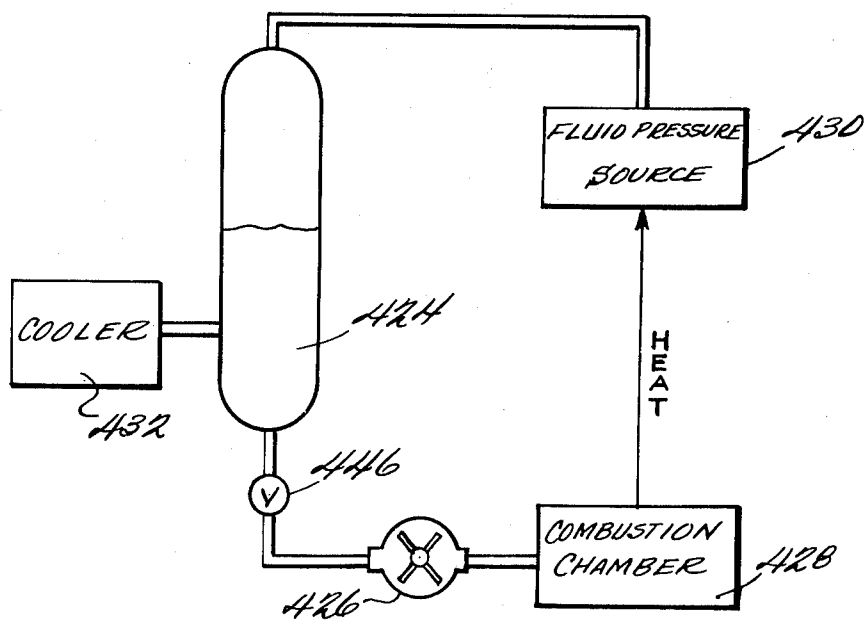 FLUID PRESSURE
SOURCE
430
COOLER
432
424
HEAT
446
V
426
COMBUSTION
CHAMBER
428